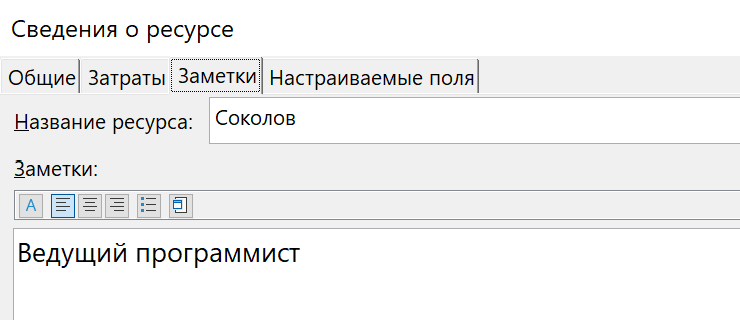 Сведения о ресурсе
Общие Затраты Заметки Настраиваемые поля
Название ресурса: Соколов
Заметки:
A
Ведущий программист